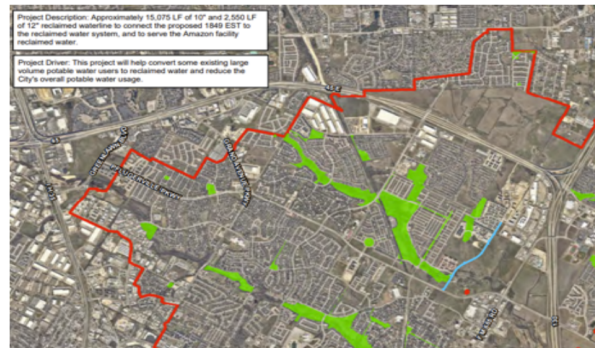 Project Description: Approximately 15,075 LF of 10" and 2,550 LF
of 12" reclaimed waterline to connect the proposed 1849 EST to
the reclaimed water system, and to serve the Amazon facility
reclaimed water.
Project Driver: This project will help convert some existing large
volume potable water users to reclaimed water and reduce the
City's overall potable water usage.